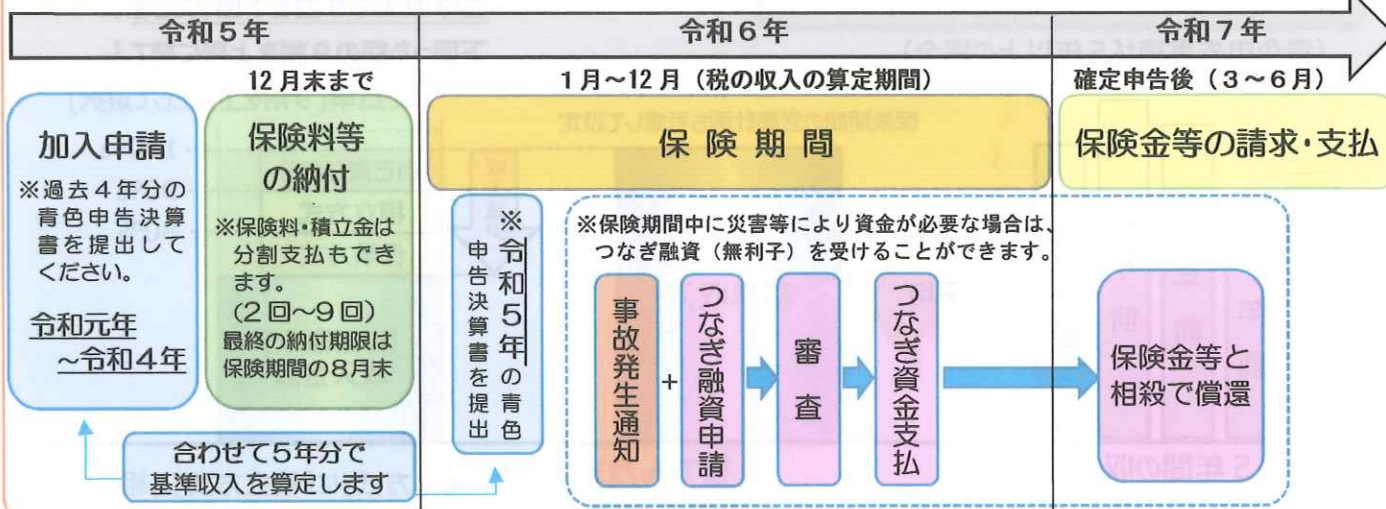 令和5年
令和6年
令和7年
12月末まで
1月~12月（税の収入の算定期間）
確定申告後（3~6月）
加入申請
※過去4年分の
青色申告決算
書を提出して
ください。
令和元年
~令和4年
保険料等
の納付
※保険料・積立金は
分割支払もでき
ます。
(2回~9回)
最終の納付期限は
保険期間の8月末
合わせて5年分で
基準収入を算定します
保険期間
※令和5年の青色
申告決算書を提出
※保険期間中に災害等により資金が必要な場合は、
つなぎ融資（無利子）を受けることができます。
事故発生通知
+
つなぎ融資申請
審査
つなぎ資金支払
保険金等の請求・支払
保険金等と
相殺で償還